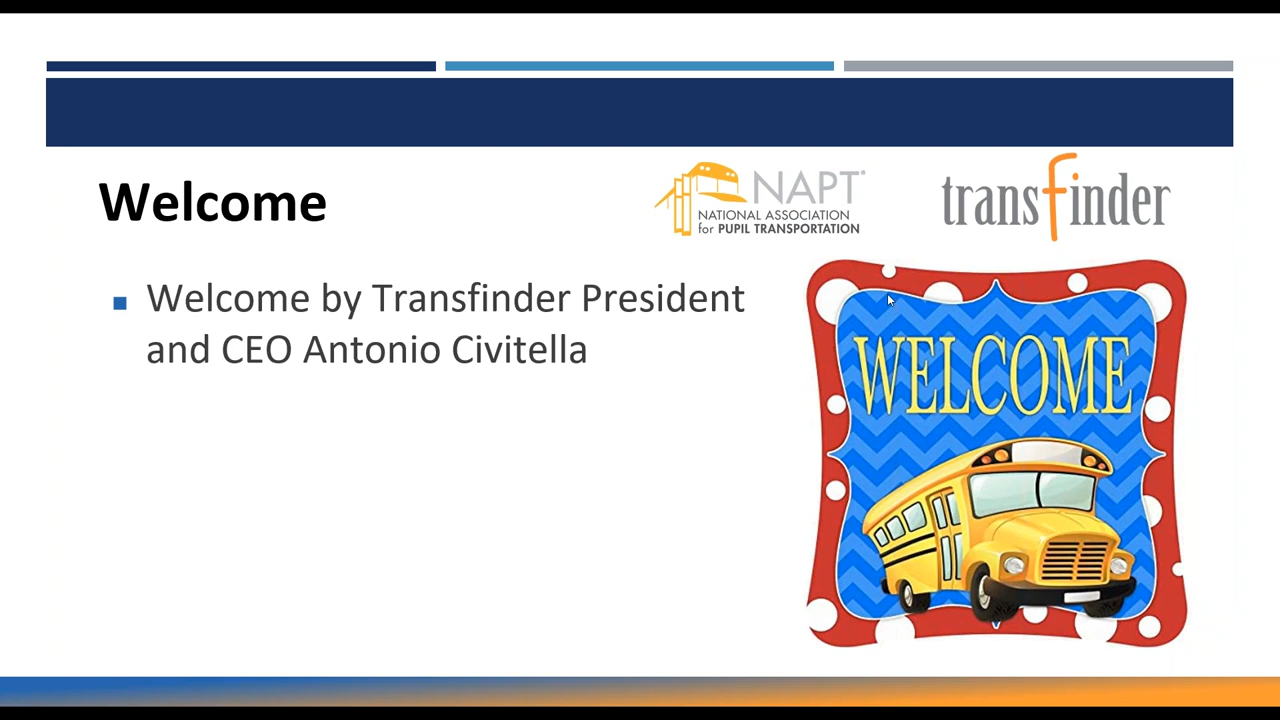 Welcome
NAPT
NATIONAL ASSOCIATION
for PUPIL TRANSPORTATION
transfinder
Welcome by Transfinder President
and CEO Antonio Civitella
WELCOME